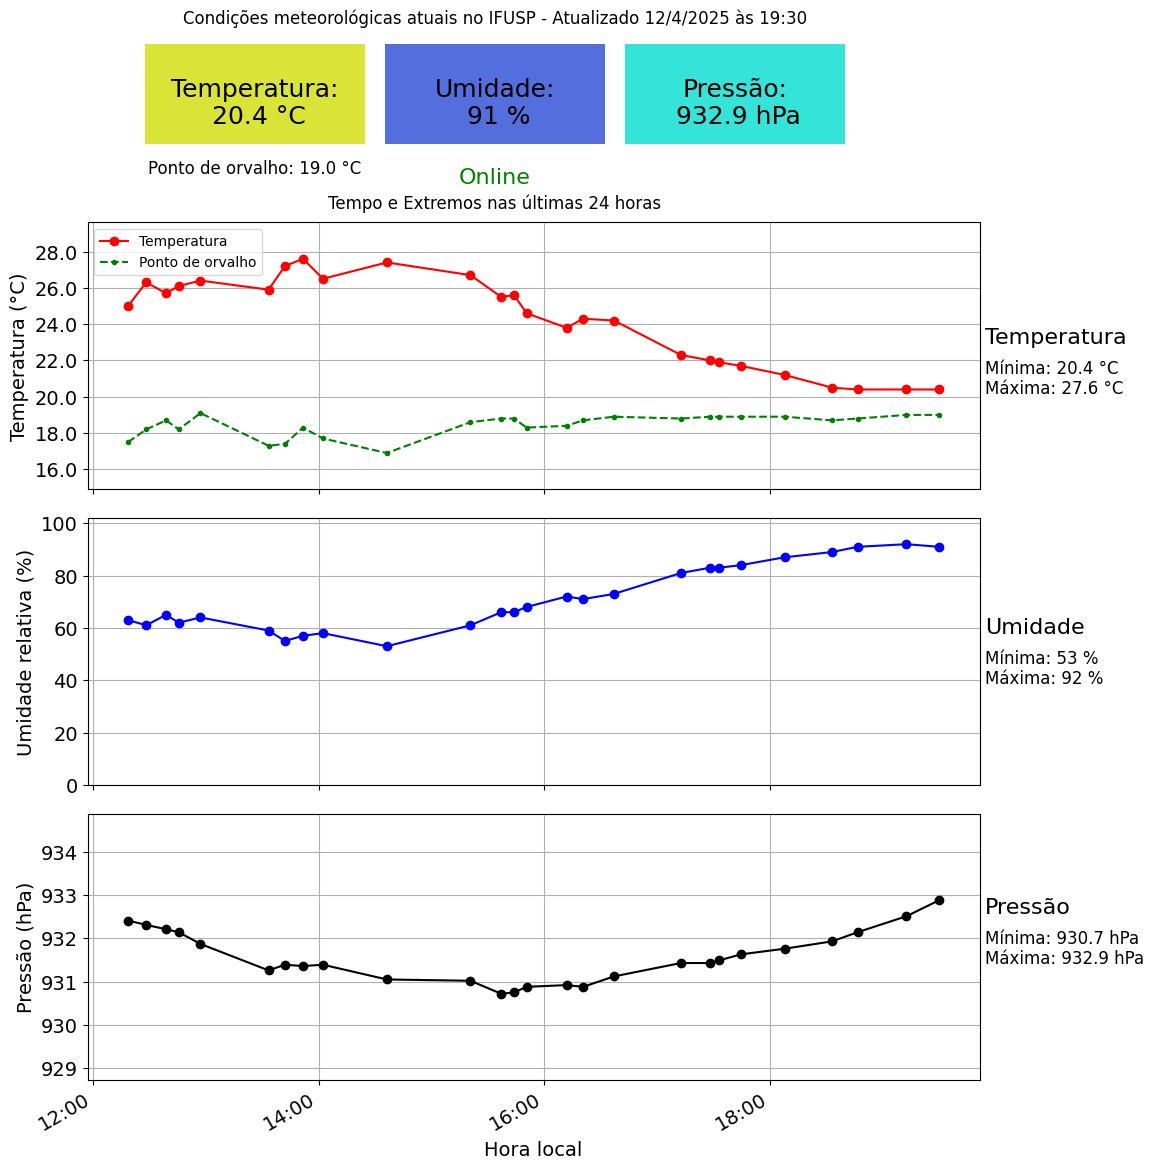 Condições meteorológicas atuais no IFUSP - Atualizado 12/4/2025 às 19:30
Temperatura:
20.4 °C
Umidade:
91 %
Pressão:
932.9 hPa
Ponto de orvalho: 19.0 °C
Online
Tempo e Extremos nas últimas 24 horas
Temperatura
Ponto de orvalho
Temperatura (°C)
28.0
26.0
24.0
22.0
20.0
18.0
16.0
Temperatura
Mínima: 20.4 °C
Máxima: 27.6 °C
Umidade relativa (%)
100
80
60
40
20
0
Umidade
Mínima: 53 %
Máxima: 92 %
Pressão (hPa)
934
933
932
931
930
929
Pressão
Mínima: 930.7 hPa
Máxima: 932.9 hPa
12:00
14:00
16:00
18:00
Hora local